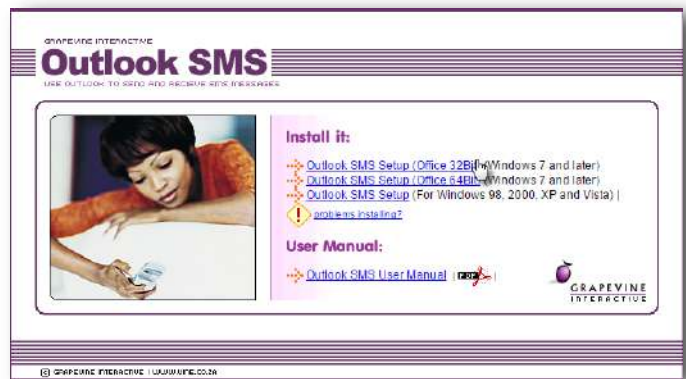 GRAPEVINE INTERACTIVE
Outlook SMS
USE OUTLOOK TO SEND AND RECIEVE SMS MESSAGES
Install it:
Outlook SMS Setup (Office 32Bit Windows 7 and later)
Outlook SMS Setup (Office 64Bit Windows 7 and later)
Outlook SMS Setup (For Windows 98, 2000, XP and Vista) |
! problems installing?
User Manual:
Outlook SMS User Manual | PDF |
GRAPEVINE
INTERACTIVE
© GRAPEVINE INTERACTIVE | WWW.VINE.CO.ZA